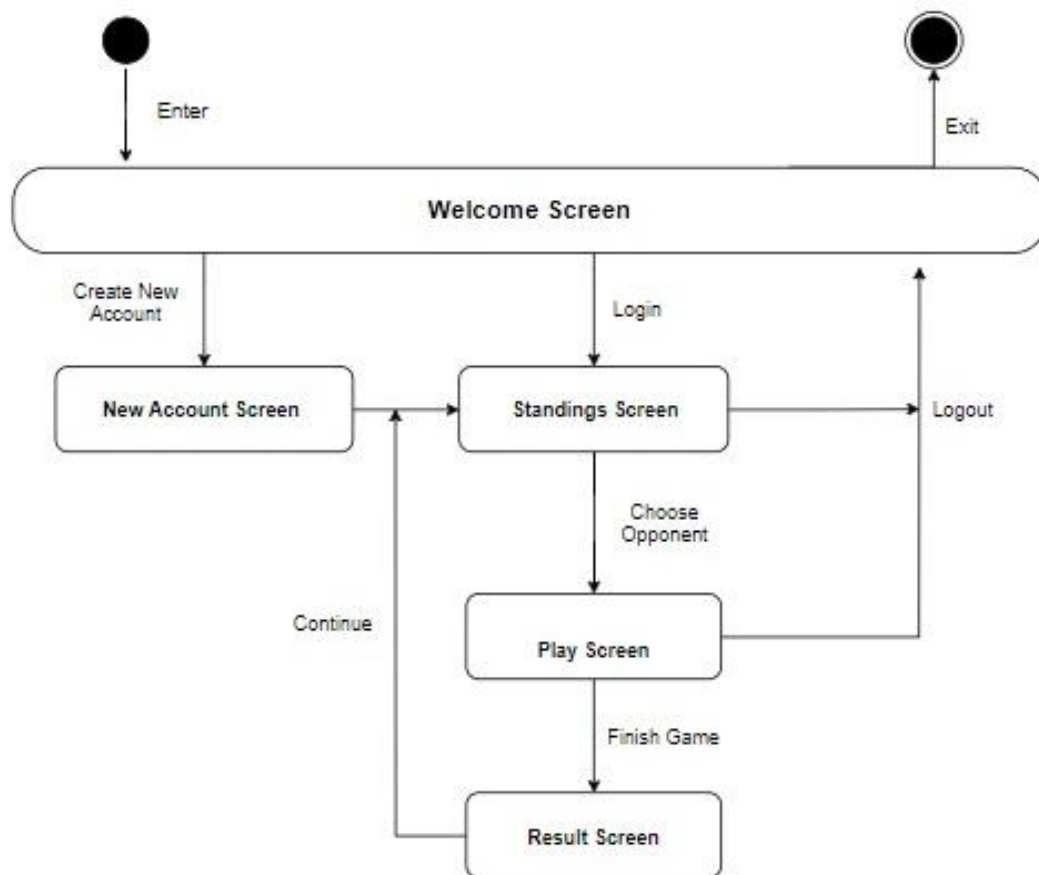 Enter
Exit
Welcome Screen
Create New
Account
Login
New Account Screen
Standings Screen
Logout
Choose
Opponent
Continue
Play Screen
Finish Game
Result Screen